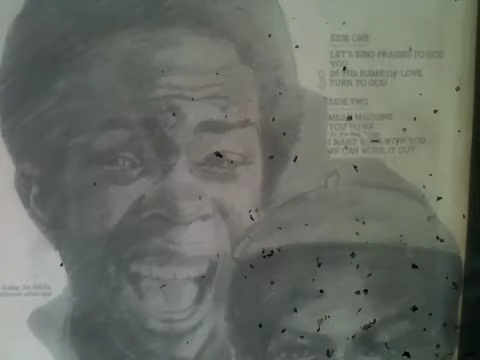 SIDE ONE
LET'S SING PRAISES TO GOD
YOU
IN THE NAME OF LOVE
TURN TO GOD
SIDE TWO
MEAN MACHINE
YOU TO ME
I WANT WITH YOU
WE CAN WORK IT OUT